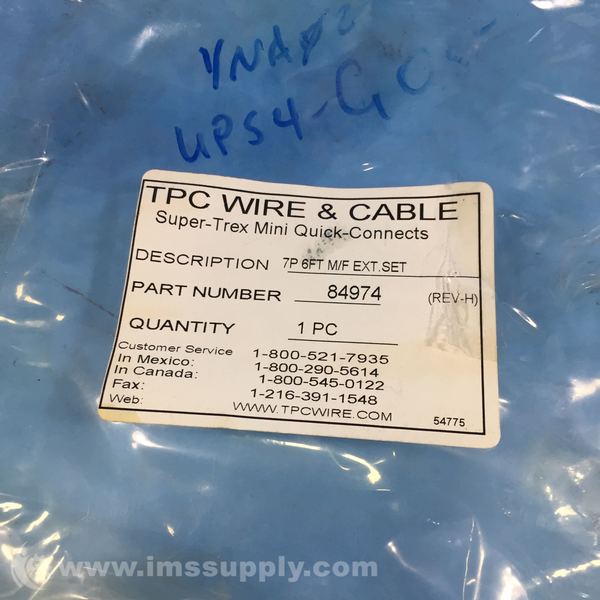 UPS4-GO
TPC WIRE & CABLE
Super-Trex Mini Quick-Connects
DESCRIPTION 7P 6FT M/F EXT.SET
PART NUMBER 84974 (REV-H)
QUANTITY 1 PC
Customer Service 1-800-521-7935
In Mexico: 1-800-290-5614
In Canada: 1-800-545-0122
Fax: 1-216-391-1548
Web: WWW.TPCWIRE.COM
54775
www.imssupply.com